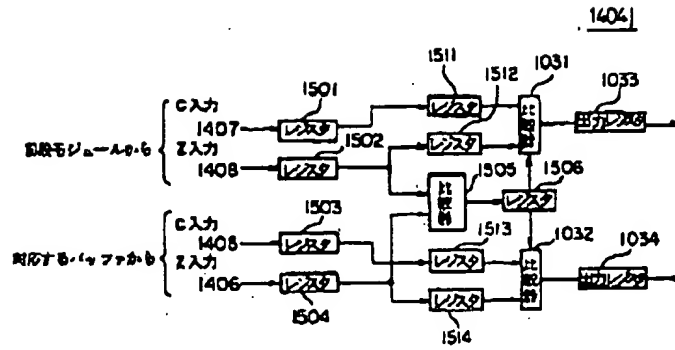 1404
1511
1512
1031
1033
1501
C入力
1407
レジスタ
レジスタ
比較器
出力レジスタ
前段モジュールから
1502
Z入力
1408
レジスタ
レジスタ
1505
1506
比較器
レジスタ
1503
C入力
1405
レジスタ
1513
レジスタ
1032
1034
対応するバッファから
Z入力
1406
レジスタ
レジスタ
比較器
出力レジスタ
1504
1514